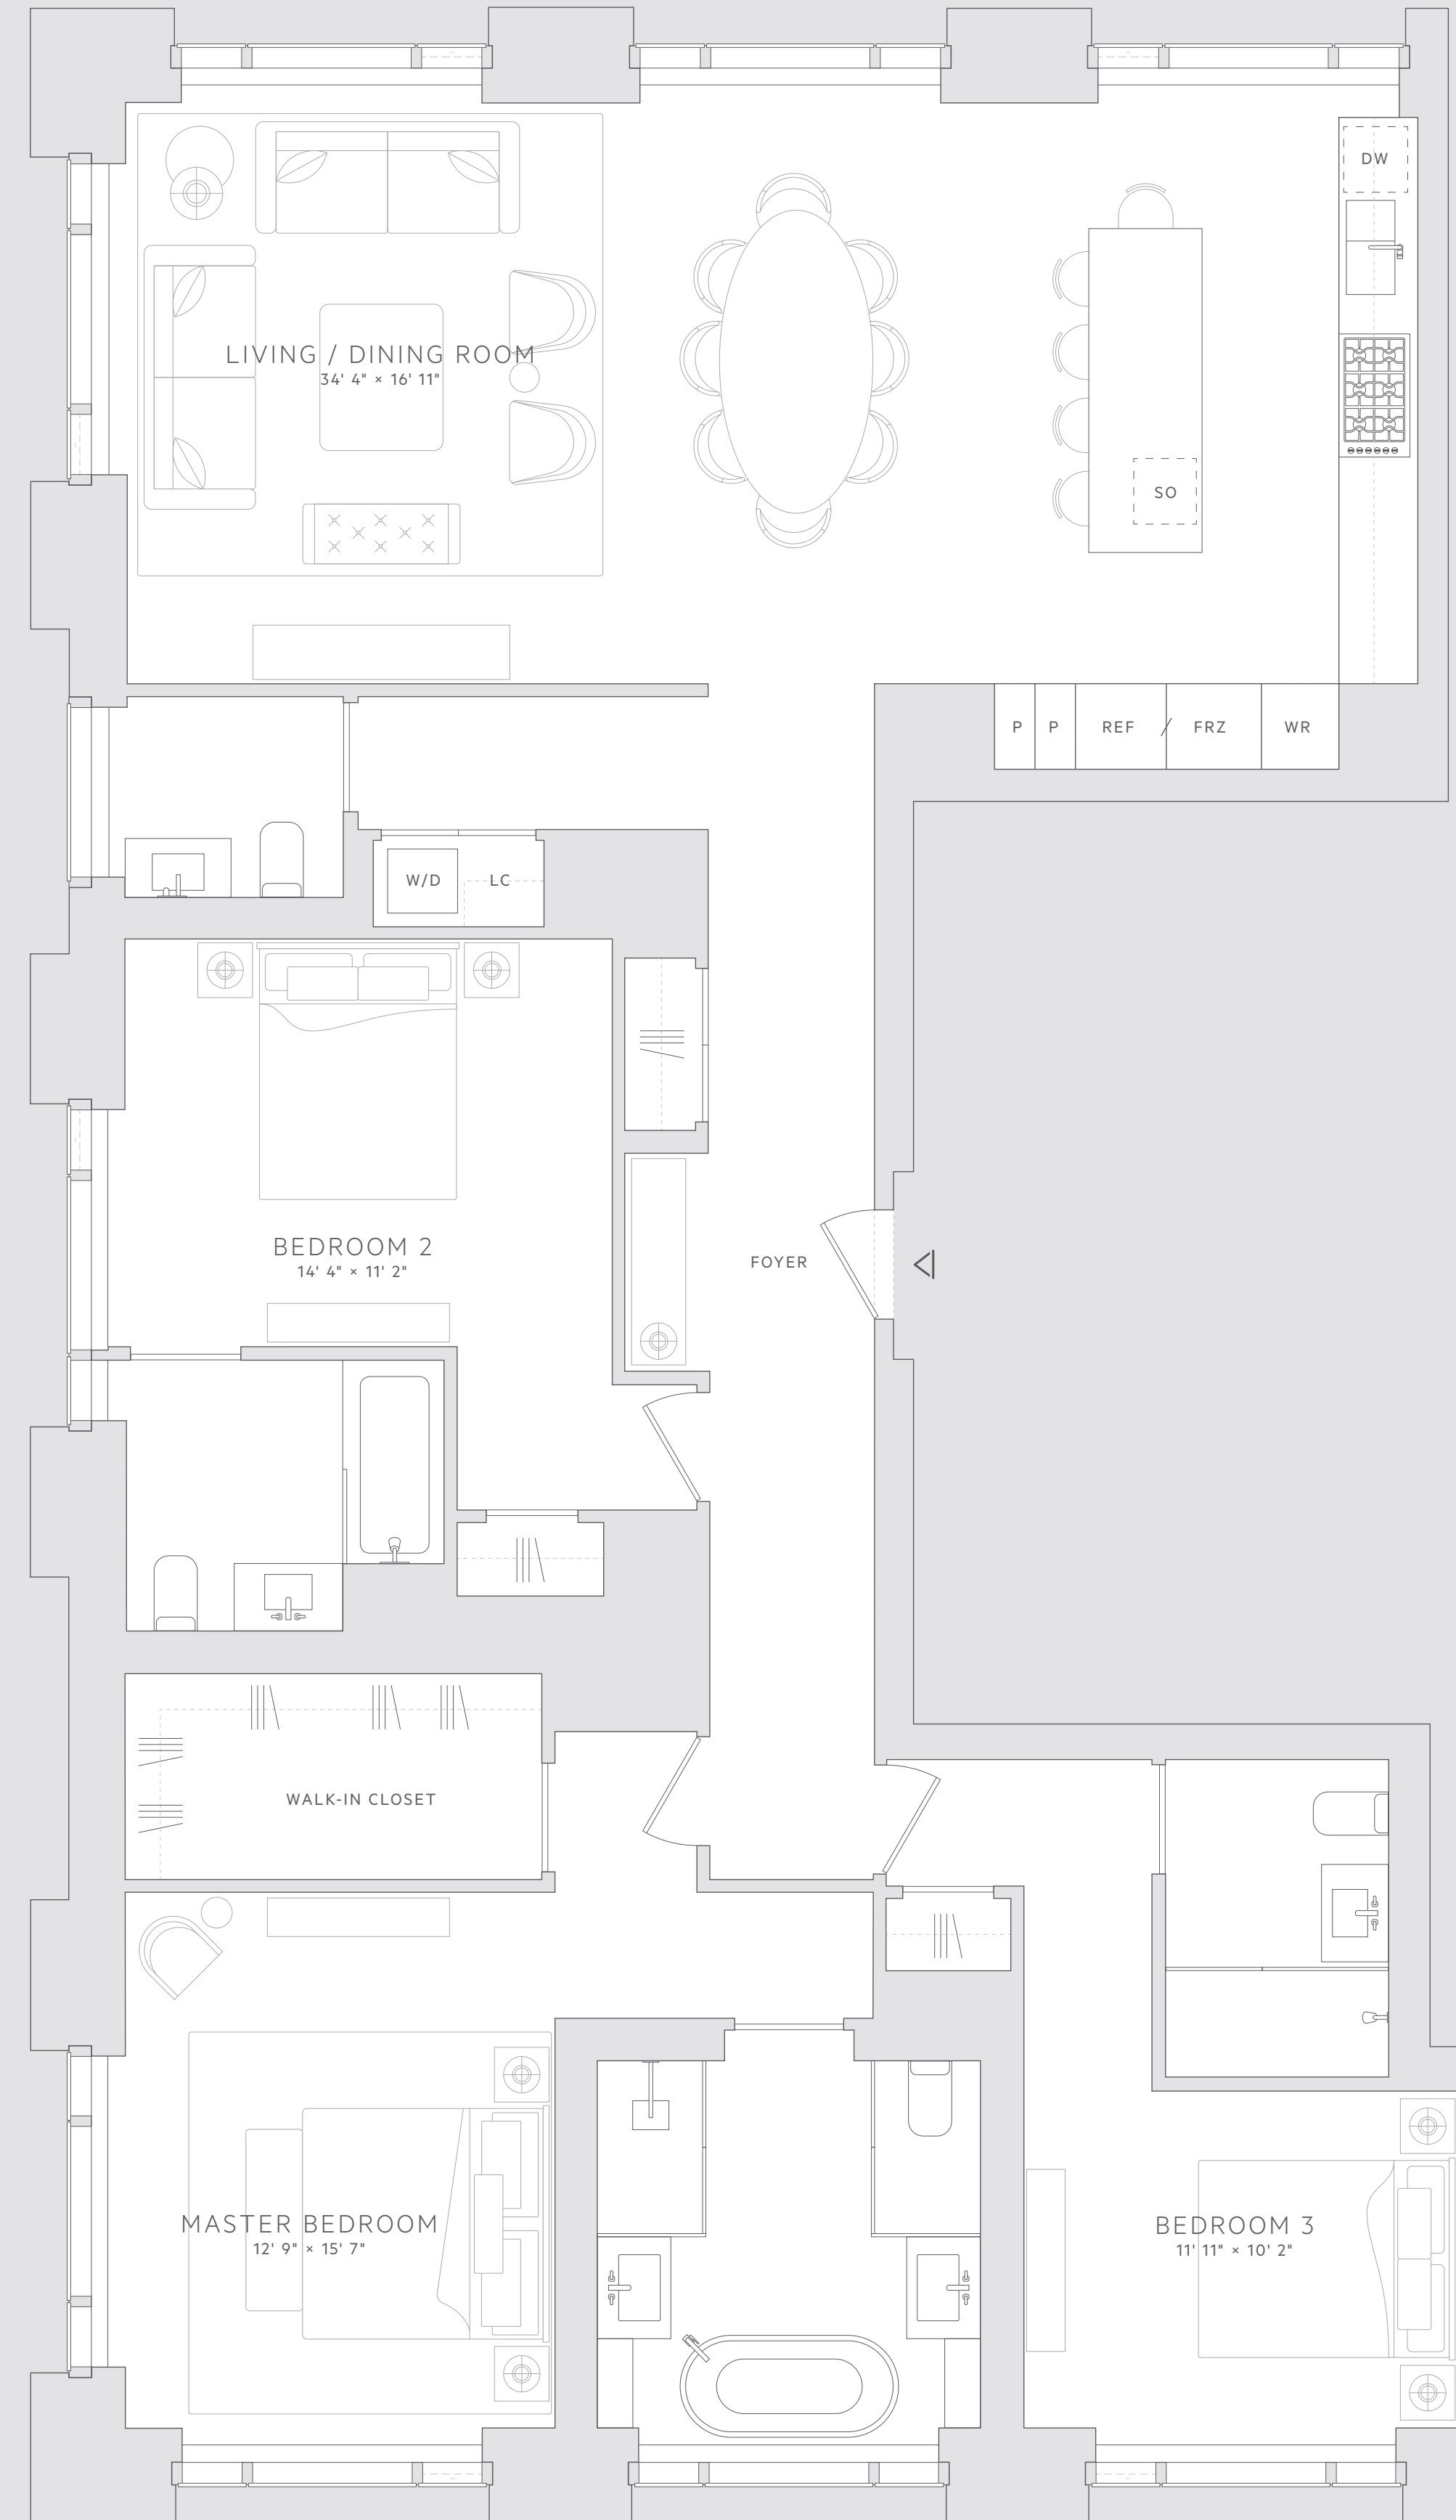 DW
LIVING / DINING ROOM
34' 4" × 16' 11"
SO
P P REF / FRZ WR
W/D LC
BEDROOM 2
14' 4" × 11' 2"
FOYER
WALK-IN CLOSET
MASTER BEDROOM
12' 9" × 15' 7"
BEDROOM 3
11' 11" × 10' 2"